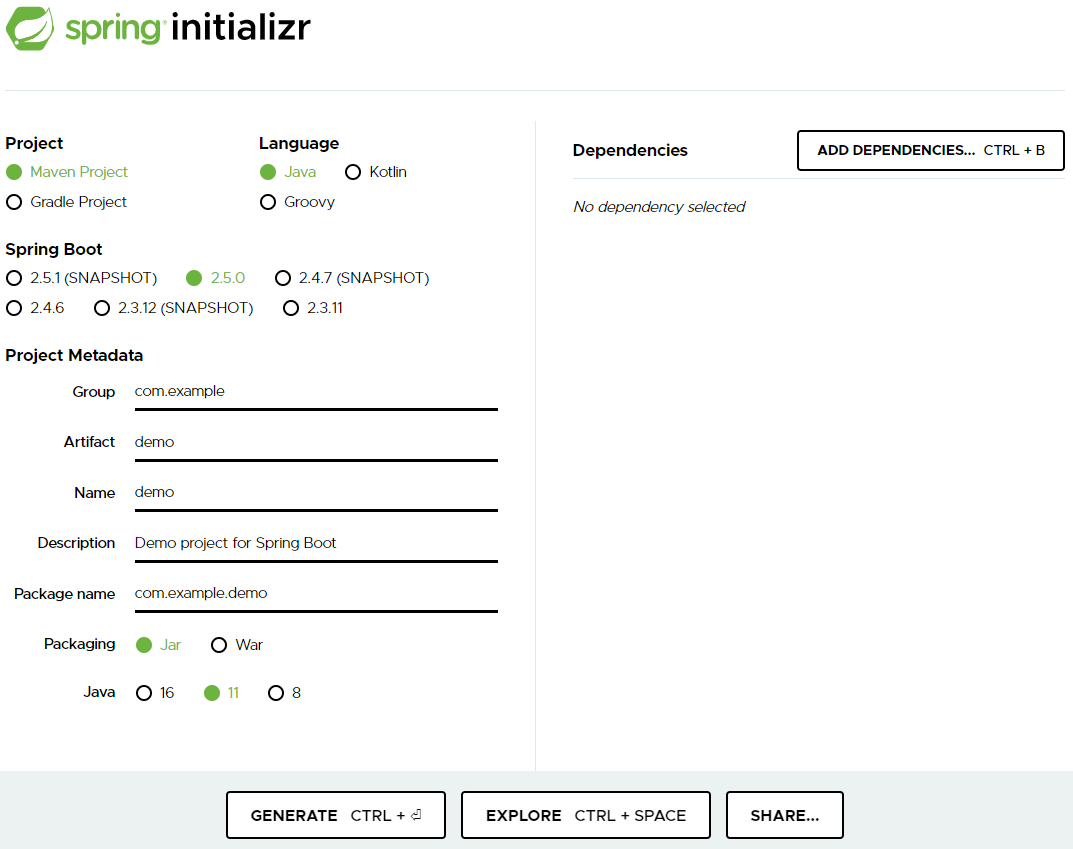 spring initializr
Project
Maven Project
Gradle Project
Language
Java Kotlin
Groovy
Spring Boot
2.5.1 (SNAPSHOT) 2.5.0 2.4.7 (SNAPSHOT)
2.4.6 2.3.12 (SNAPSHOT) 2.3.11
Project Metadata
Group com.example
Artifact demo
Name demo
Description Demo project for Spring Boot
Package name com.example.demo
Packaging Jar War
Java 16 11 8
Dependencies
ADD DEPENDENCIES... CTRL + B
No dependency selected
GENERATE CTRL + ⏎
EXPLORE CTRL + SPACE
SHARE...